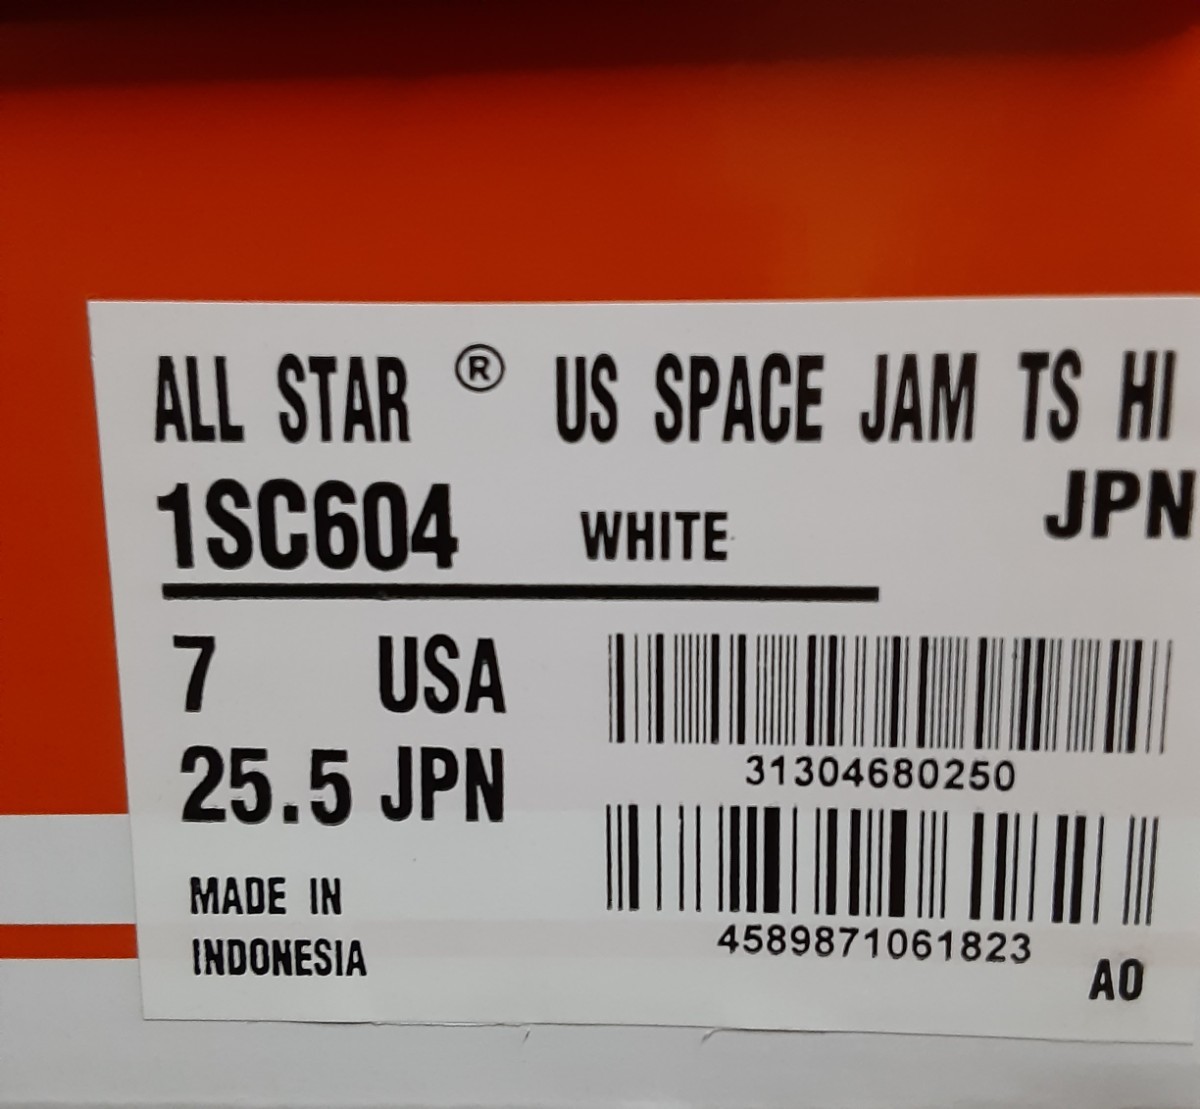 ALL STAR ® US SPACE JAM TS HI
1SC604 WHITE JPN
7 USA
25.5 JPN
31304680250
MADE IN
INDONESIA
4589871061823
A0